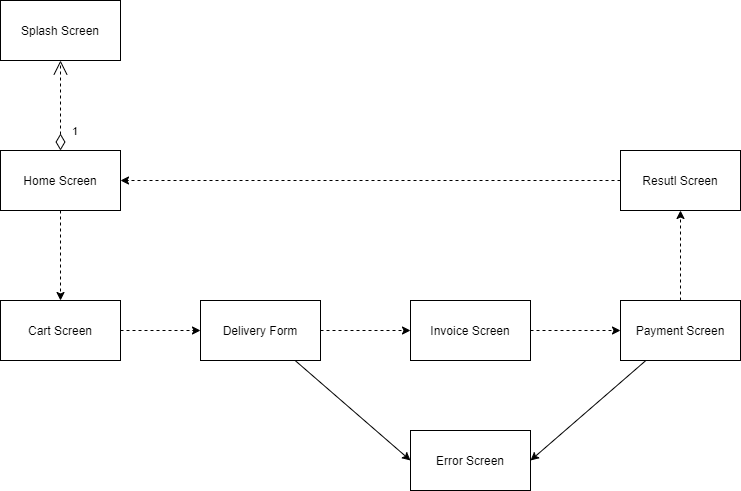 Splash Screen
1
Home Screen
Resutl Screen
Cart Screen
Delivery Form
Invoice Screen
Payment Screen
Error Screen